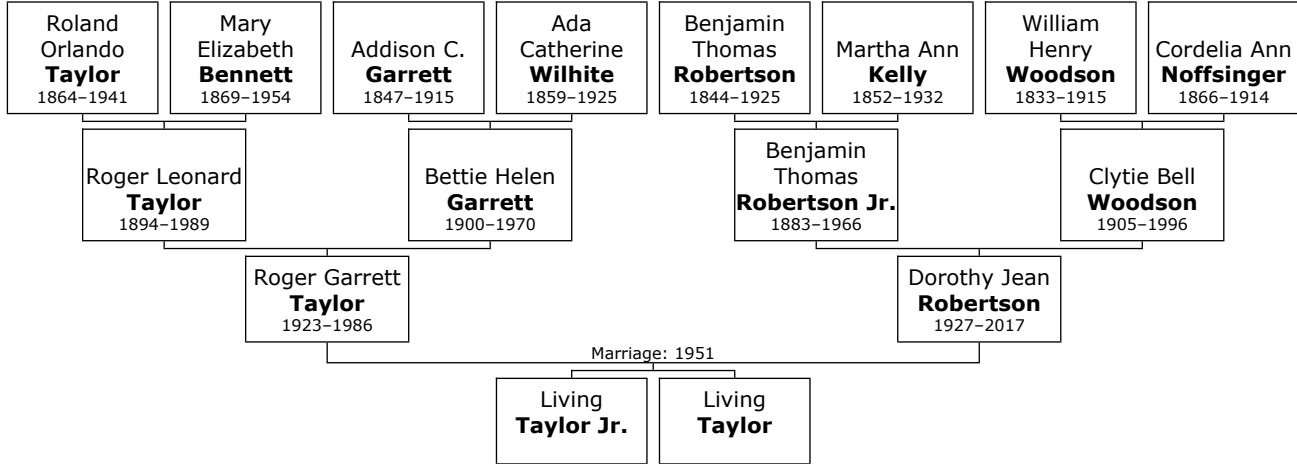 Roland
Orlando
Taylor
1864–1941
Mary
Elizabeth
Bennett
1869–1954
Addison C.
Garrett
1847–1915
Ada
Catherine
Wilhite
1859–1925
Benjamin
Thomas
Robertson
1844–1925
Martha Ann
Kelly
1852–1932
William
Henry
Woodson
1833–1915
Cordelia Ann
Noffsinger
1866–1914
Roger Leonard
Taylor
1894–1989
Bettie Helen
Garrett
1900–1970
Benjamin
Thomas
Robertson Jr.
1883–1966
Clytie Bell
Woodson
1905–1996
Roger Garrett
Taylor
1923–1986
Dorothy Jean
Robertson
1927–2017
Marriage: 1951
Living
Taylor Jr.
Living
Taylor